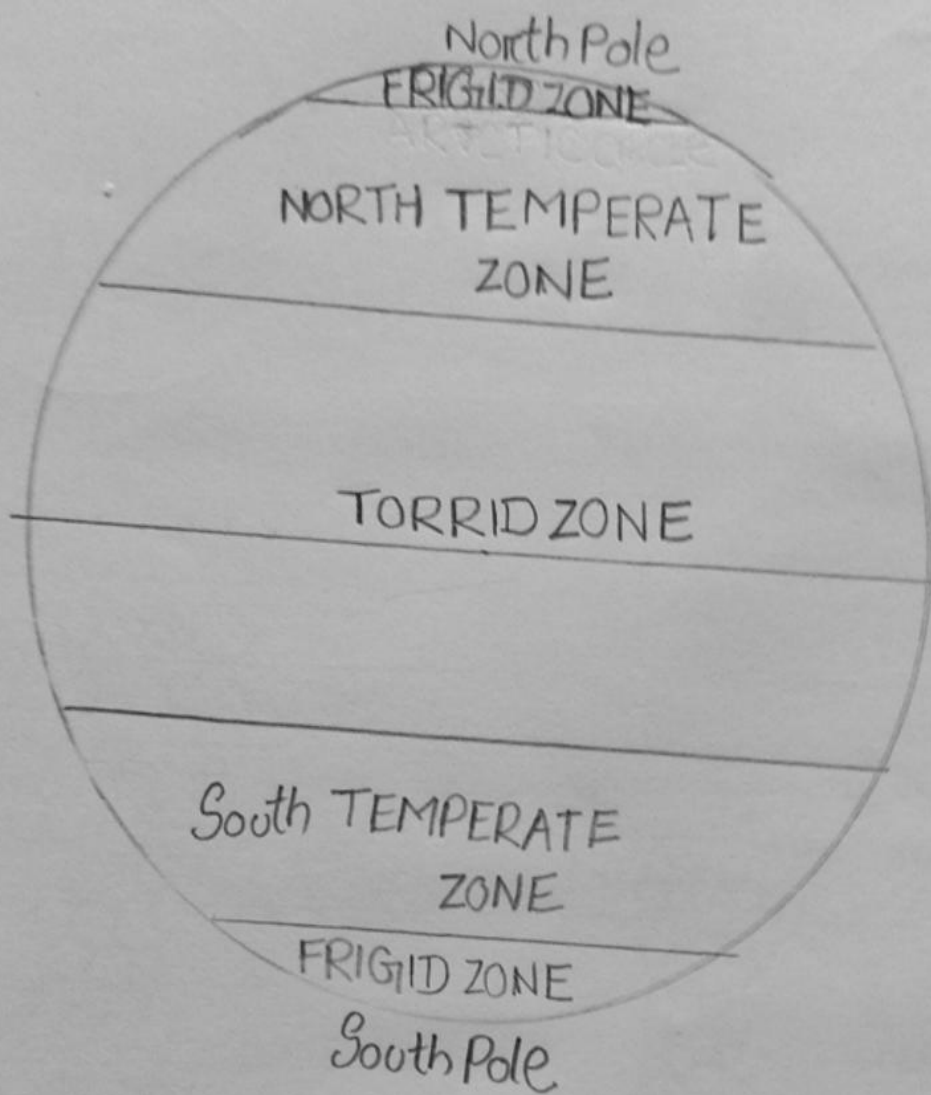 North Pole
FRIGID ZONE
NORTH TEMPERATE
ZONE
TORRID ZONE
South TEMPERATE
ZONE
FRIGID ZONE
South Pole